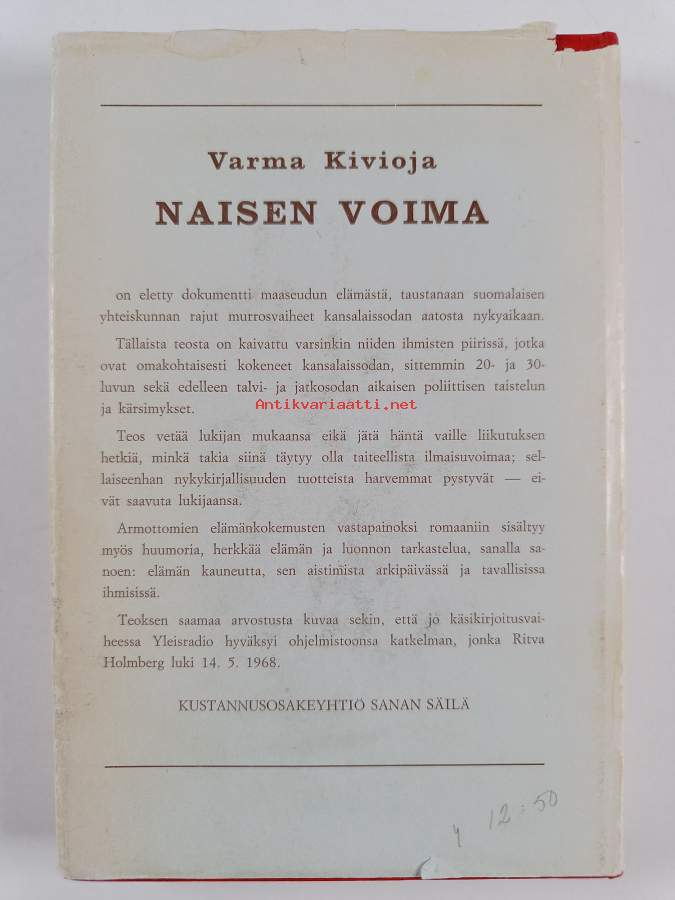 Varma Kivioja
NAISEN VOIMA
on eletty dokumentti maaseudun elämästä, taustanaan suomalaisen
yhteiskunnan rajut murrosvaiheet kansalaissodan aatosta nykyaikaan.
Tällaista teosta on kaivattu varsinkin niiden ihmisten piirissä, jotka
ovat omakohtaisesti kokeneet kansalaissodan, sittemmin 20- ja 30-
luvun sekä edelleen talvi- ja jatkosodan aikaisen poliittisen taistelun
ja kärsimykset.
Antikvariaatti.net
Teos vetää lukijan mukaansa eikä jätä häntä vaille liikutuksen
hetkiä, minkä takia siinä täytyy olla taiteellista ilmaisuvoimaa; sel-
laiseenhan nykykirjallisuuden tuotteista harvemmat pystyvät — ei-
vät saavuta lukijaansa.
Armottomien elämänkokemusten vastapainoksi romaaniin sisältyy
myös huumoria, herkkää elämän ja luonnon tarkastelua, sanalla sa-
noen: elämän kauneutta, sen aistimista arkipäivässä ja tavallisissa
ihmisissä.
Teoksen saamaa arvostusta kuvaa sekin, että jo käsikirjoitusvai-
heessa Yleisradio hyväksyi ohjelmistoonsa katkelman, jonka Ritva
Holmberg luki 14. 5. 1968.
KUSTANNUSOSAKEYHTIÖ SANAN SÄILÄ
12:50